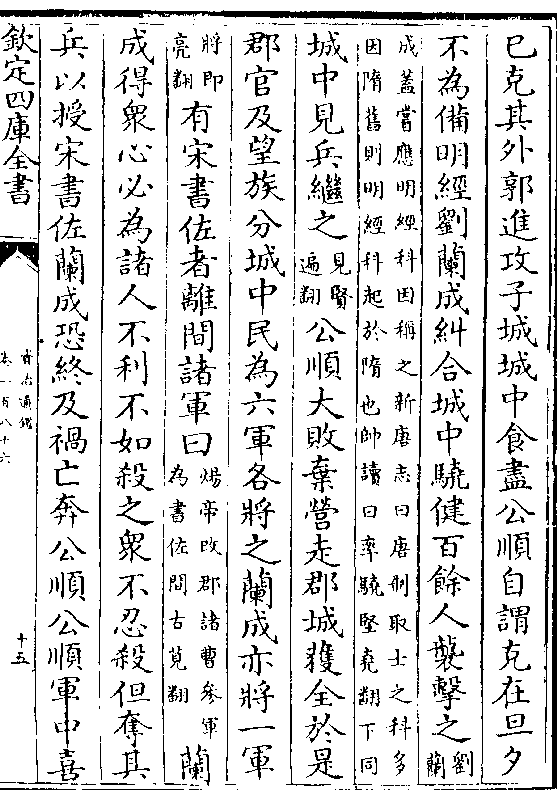 已克其外郭進攻子城城中食盡公順自謂克在旦夕
不為備明經劉蘭成糾合城中驍健百餘人襲擊之劉蘭
成蓋嘗應明經科因稱之新唐志曰唐制取士之科多
因隋舊則明經科起於隋也帥讀曰率驍堅堯翻下同
城中見兵繼之見賢遍翻公順大敗棄營走郡城獲全於是
郡官及望族分城中民為六軍各將之蘭成亦將一軍
將即亮翻有宋書佐者離間諸軍曰煬帝改郡諸曹參軍為書佐間古莧翻蘭
成得衆心必為諸人不利不如殺之衆不忍殺但奪其
兵以授宋書佐蘭成恐終及禍亡奔公順公順軍中喜
欽定四庫全書
資治通鑑
卷一百八十六
十五